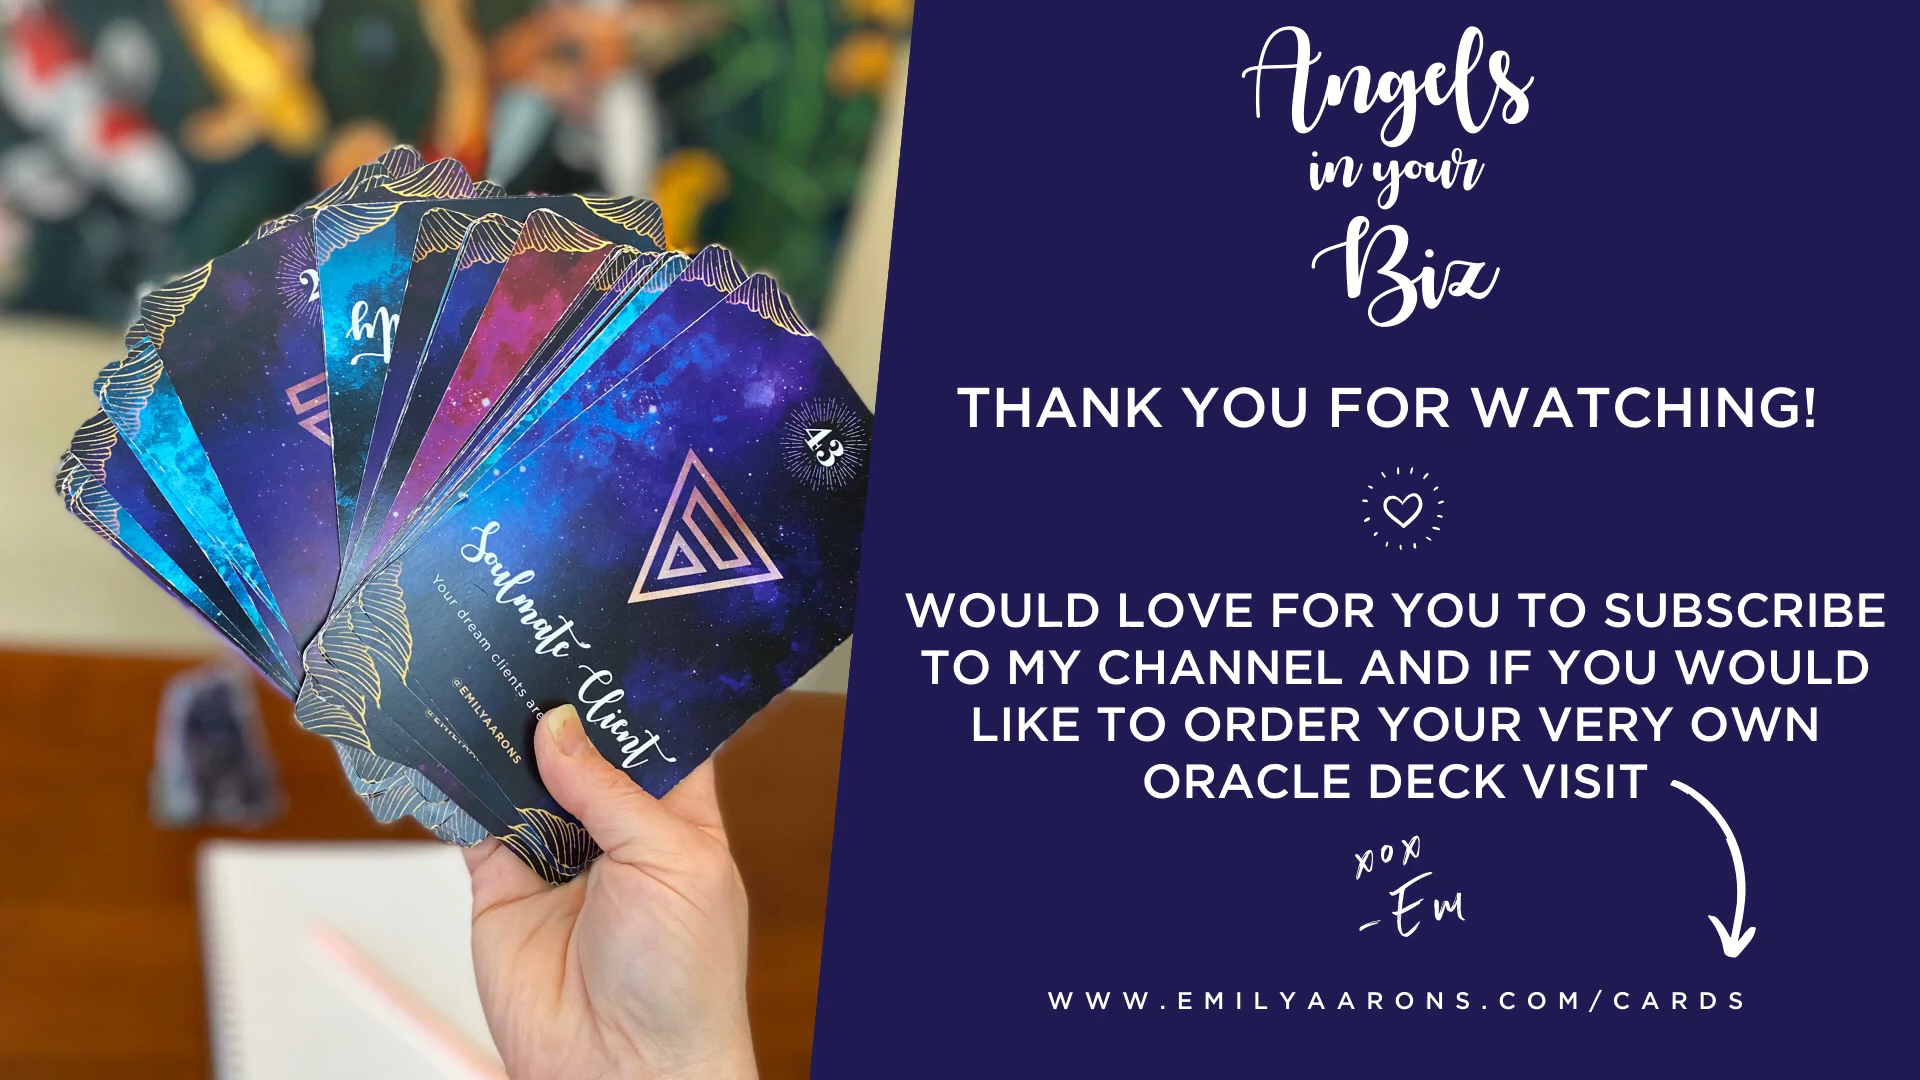 Angels
in your
Biz
THANK YOU FOR WATCHING!
WOULD LOVE FOR YOU TO SUBSCRIBE
TO MY CHANNEL AND IF YOU WOULD
LIKE TO ORDER YOUR VERY OWN
ORACLE DECK VISIT
xox
-Em
WWW.EMILYAARONS.COM/CARDS
43
Soulmate Client
Your dream clients are
@EMILYAARONS